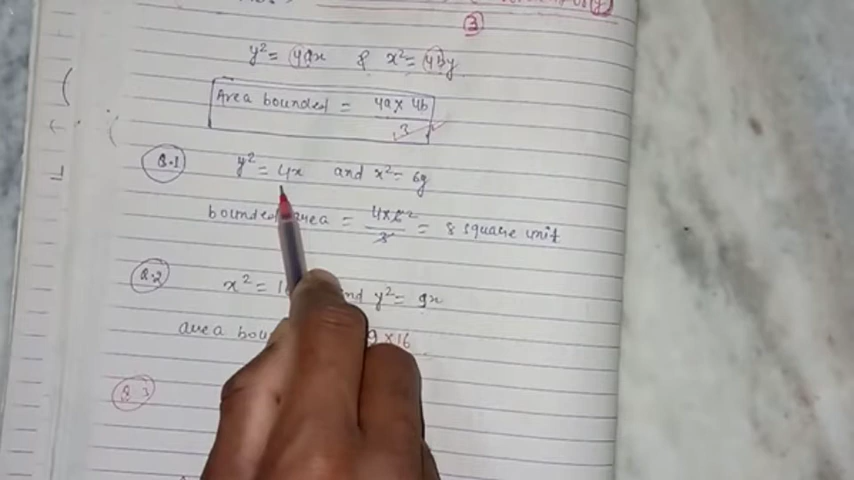 3
y² = 4ax & x² = 4by
Area bounded = 4a × 4b / 3
Q.1 y² = 4x and x² = 6y
bounded area = 4×6 2 / 3 = 8 square unit
Q.2 x² = 1 and y² = 9x
area 9 × 16
Q.3